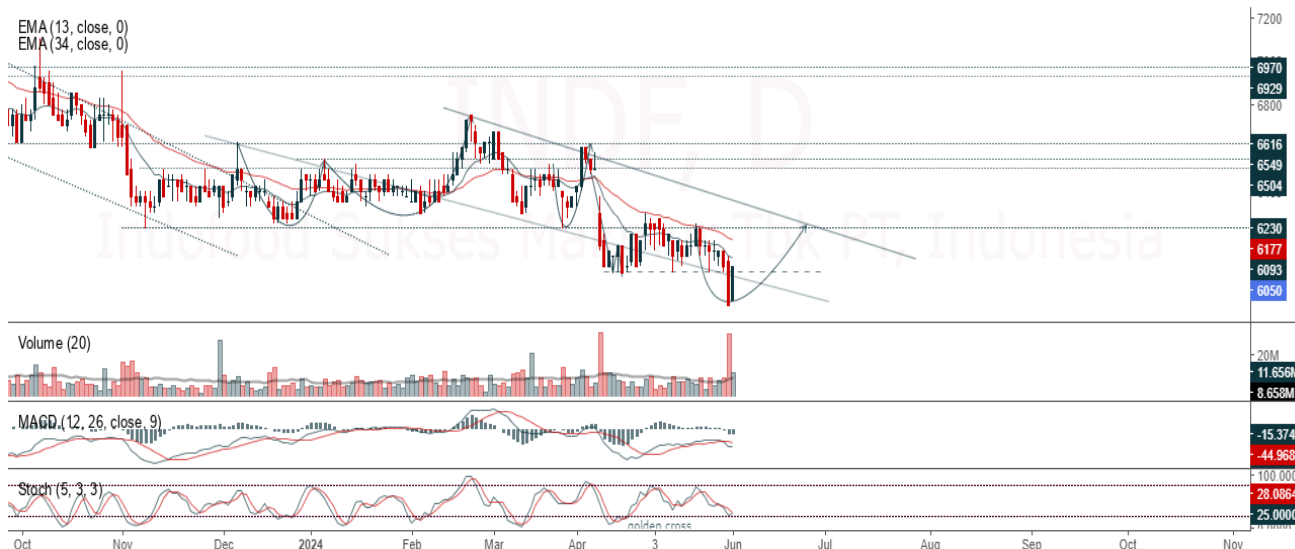 EMA (13, close, 0)
EMA (34, close, 0)
INDF, D
Indofood Sukses Tbk PT, Indonesia
7200
6970
6929
6800
6616
6549
6504
6230
6177
6093
6050
Volume (20)
20M
11.656M
8.658M
MACD (12, 26, close, 9)
-15.374
-44.968
Stoch (5, 3, 3)
100.000
28.0864
25.0000
golden cross
Oct Nov Dec 2024 Feb Mar Apr 3 Jun Jul Aug Sep Oct Nov